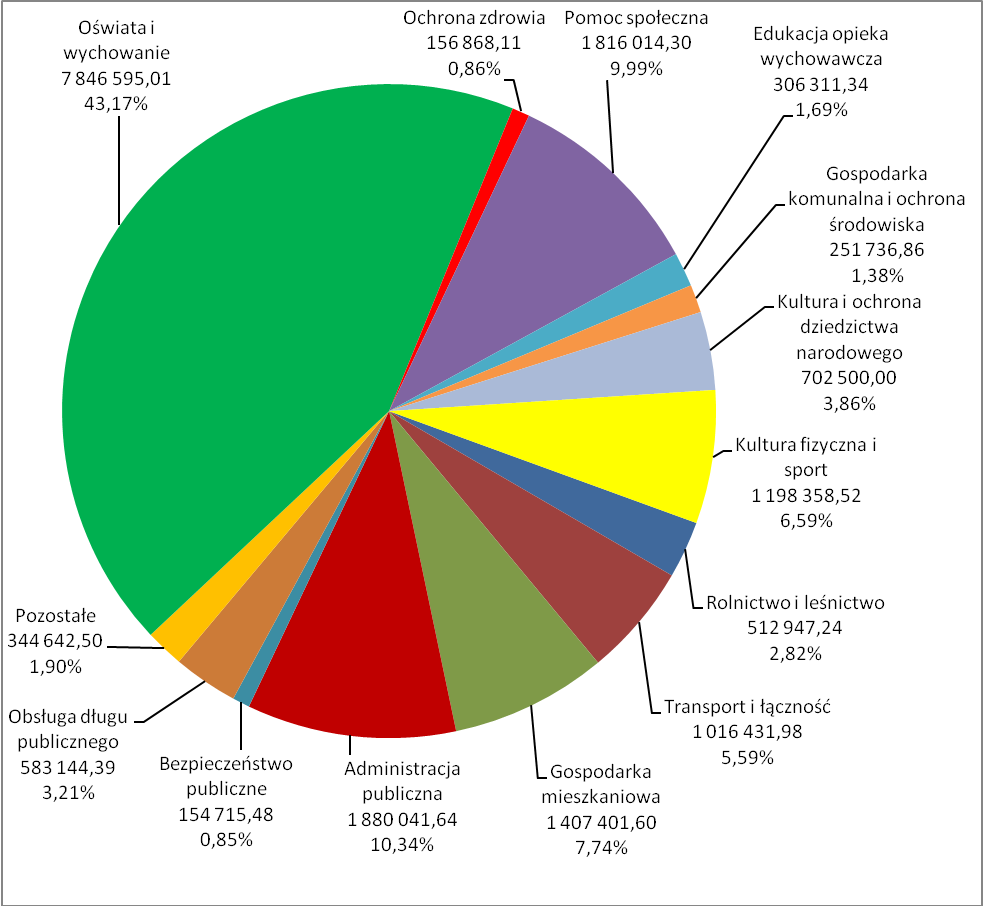 Oświata i
wychowanie
7 846 595,01
43,17%
Ochrona zdrowia
156 868,11
0,86%
Pomoc społeczna
1 816 014,30
9,99%
Edukacja opieka
wychowawcza
306 311,34
1,69%
Gospodarka
komunalna i ochrona
środowiska
251 736,86
1,38%
Kultura i ochrona
dziedzictwa
narodowego
702 500,00
3,86%
Kultura fizyczna i
sport
1 198 358,52
6,59%
Rolnictwo i leśnictwo
512 947,24
2,82%
Transport i łączność
1 016 431,98
5,59%
Gospodarka
mieszkaniowa
1 407 401,60
7,74%
Administracja
publiczna
1 880 041,64
10,34%
Bezpieczeństwo
publiczne
154 715,48
0,85%
Obsługa długu
publicznego
583 144,39
3,21%
Pozostałe
344 642,50
1,90%